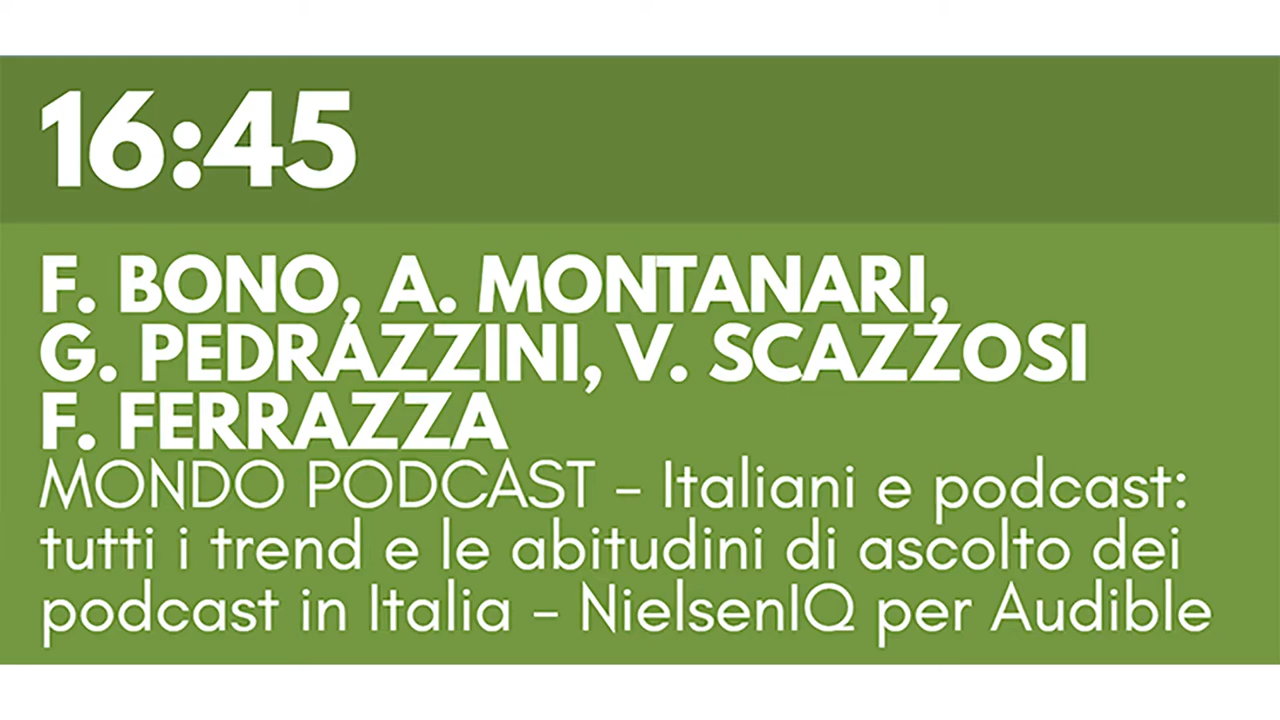 16:45
F. BONO, A. MONTANARI,
G. PEDRAZZINI, V. SCAZZOSI
F. FERRAZZA
MONDO PODCAST – Italiani e podcast:
tutti i trend e le abitudini di ascolto dei
podcast in Italia – NielsenIQ per Audible